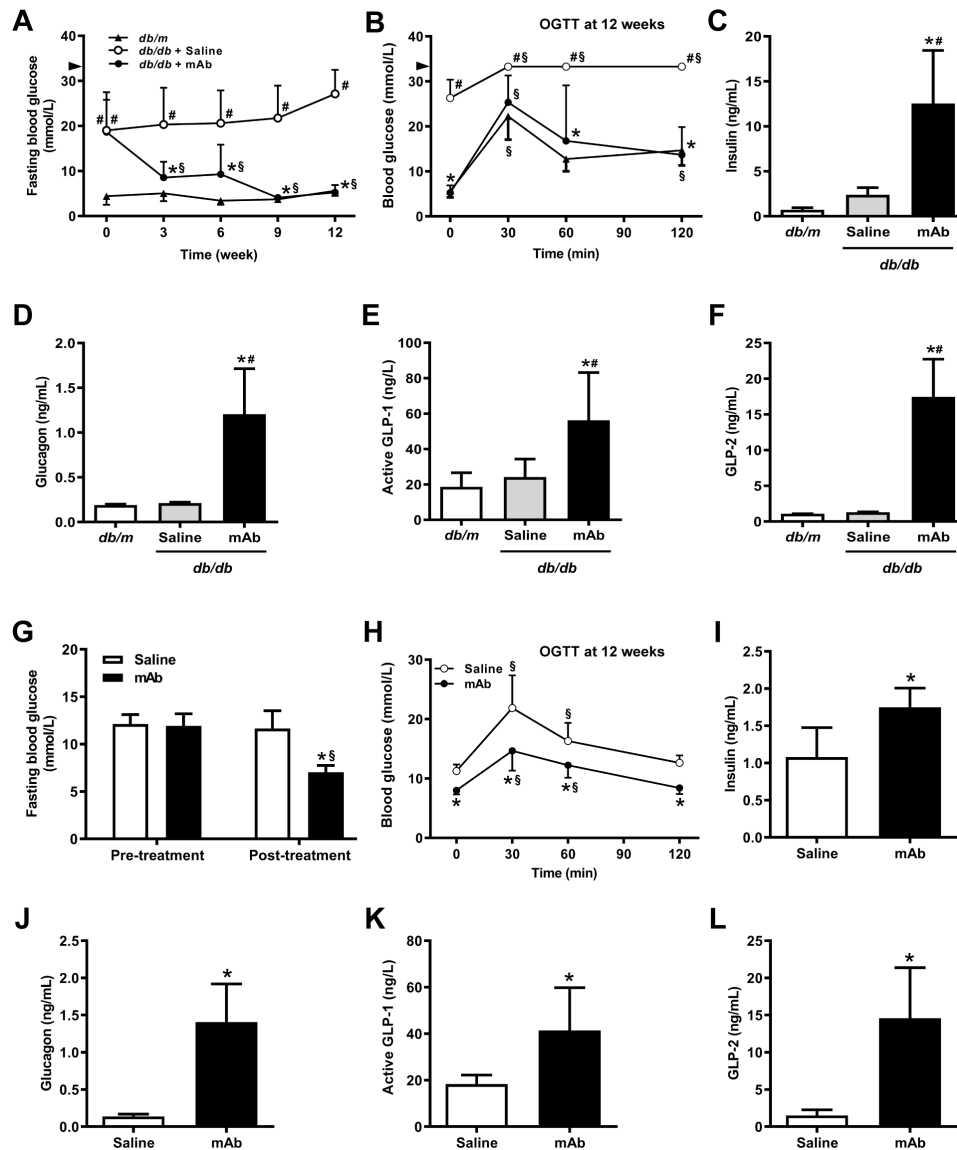 A
db/m
db/db + Saline
db/db + mAb
Fasting blood glucose
(mmol/L)
40
30
20
10
0
# #
#
#
#
#
*§
*§
*§
*§
0 3 6 9 12
Time (week)
B
OGTT at 12 weeks
Blood glucose (mmol/L)
40
30
20
10
0
#
#§
#§
#§
*
§
§
*
*
§
0 30 60 90 120
Time (min)
C
Insulin (ng/mL)
20
15
10
5
0
*#
db/m Saline mAb
db/db
D
Glucagon (ng/mL)
2.0
1.5
1.0
0.5
0.0
*#
db/m Saline mAb
db/db
E
Active GLP-1 (ng/L)
100
80
60
40
20
0
*#
db/m Saline mAb
db/db
F
GLP-2 (ng/mL)
25
20
15
10
5
0
*#
db/m Saline mAb
db/db
G
Saline
mAb
Fasting blood glucose
(mmol/L)
20
15
10
5
0
*§
Pre-treatment Post-treatment
H
OGTT at 12 weeks
Saline
mAb
Blood glucose (mmol/L)
30
20
10
0
§
§
*
*§
*§
*
0 30 60 90 120
Time (min)
I
Insulin (ng/mL)
2.5
2.0
1.5
1.0
0.5
0.0
*
Saline mAb
J
Glucagon (ng/mL)
2.5
2.0
1.5
1.0
0.5
0.0
*
Saline mAb
K
Active GLP-1 (ng/L)
80
60
40
20
0
*
Saline mAb
L
GLP-2 (ng/mL)
25
20
15
10
5
0
*
Saline mAb